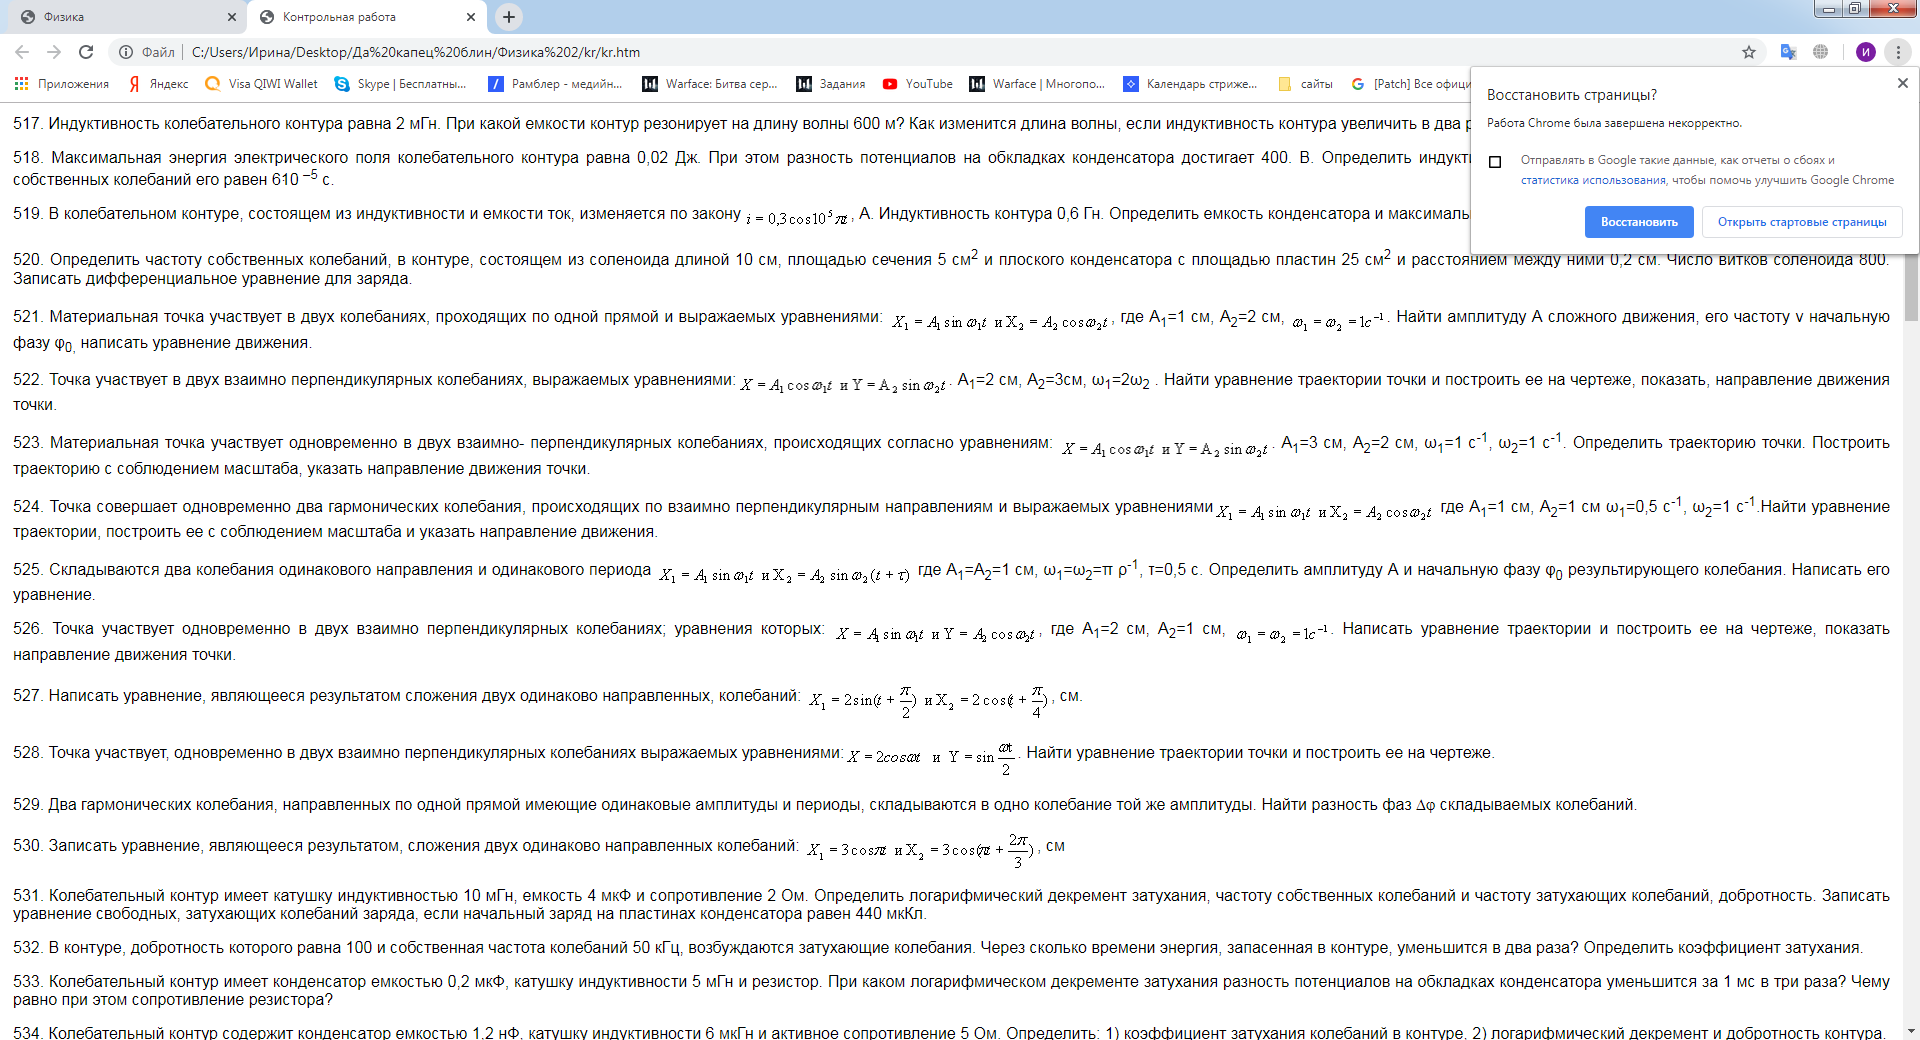 Физика
Контрольная работа
Файл
C:/Users/Ирина/Desktop/Да%20капец%20блин/Физика%202/kr/kr.htm
И
Приложения
Яндекс
Visa QIWI Wallet
Skype | Бесплатны...
Рамблер - медийн...
Warface: Битва сер...
Задания
YouTube
Warface | Многопо...
Календарь стриже...
сайты
[Patch] Все офици
Восстановить страницы?
Работа Chrome была завершена некорректно.
Отправлять в Google такие данные, как отчеты о сбоях и
статистика использования, чтобы помочь улучшить Google Chrome
Восстановить
Открыть стартовые страницы
517. Индуктивность колебательного контура равна 2 мГн. При какой емкости контур резонирует на длину волны 600 м? Как изменится длина волны, если индуктивность контура увеличить в два р
518. Максимальная энергия электрического поля колебательного контура равна 0,02 Дж. При этом разность потенциалов на обкладках конденсатора достигает 400. В. Определить индукти
собственных колебаний его равен 610 ⁻⁵ с.
519. В колебательном контуре, состоящем из индуктивности и емкости ток, изменяется по закону i = 0,3cos10⁵πt, А. Индуктивность контура 0,6 Гн. Определить емкость конденсатора и максималь
520. Определить частоту собственных колебаний, в контуре, состоящем из соленоида длиной 10 см, площадью сечения 5 см² и плоского конденсатора с площадью пластин 25 см² и расстоянием между ними 0,2 см. Число витков соленоида 800.
Записать дифференциальное уравнение для заряда.
521. Материальная точка участвует в двух колебаниях, проходящих по одной прямой и выражаемых уравнениями: X₁ = A₁ sin ω₁t и X₂ = A₂ cos ω₂t, где A₁=1 см, A₂=2 см, ω₁ = ω₂ = 1c⁻¹. Найти амплитуду А сложного движения, его частоту v начальную
фазу φ₀, написать уравнение движения.
522. Точка участвует в двух взаимно перпендикулярных колебаниях, выражаемых уравнениями: X = A₁ cos ω₁t и Y = A₂ sin ω₂t. A₁=2 см, A₂=3см, ω₁=2ω₂ . Найти уравнение траектории точки и построить ее на чертеже, показать, направление движения
точки.
523. Материальная точка участвует одновременно в двух взаимно- перпендикулярных колебаниях, происходящих согласно уравнениям: X = A₁ cos ω₁t и Y = A₂ sin ω₂t. A₁=3 см, A₂=2 см, ω₁=1 с⁻¹, ω₂=1 с⁻¹. Определить траекторию точки. Построить
траекторию с соблюдением масштаба, указать направление движения точки.
524. Точка совершает одновременно два гармонических колебания, происходящих по взаимно перпендикулярным направлениям и выражаемых уравнениями X₁ = A₁ sin ω₁t и X₂ = A₂ cos ω₂t где A₁=1 см, A₂=1 см ω₁=0,5 с⁻¹, ω₂=1 с⁻¹.Найти уравнение
траектории, построить ее с соблюдением масштаба и указать направление движения.
525. Складываются два колебания одинакового направления и одинакового периода X₁ = A₁ sin ω₁t и X₂ = A₂ sin ω₂(t + τ) где A₁=A₂=1 см, ω₁=ω₂=π ρ⁻¹, τ=0,5 с. Определить амплитуду А и начальную фазу φ₀ результирующего колебания. Написать его
уравнение.
526. Точка участвует одновременно в двух взаимно перпендикулярных колебаниях; уравнения которых: X = A₁ sin ω₁t и Y = A₂ cos ω₂t, где A₁=2 см, A₂=1 см, ω₁ = ω₂ = 1c⁻¹. Написать уравнение траектории и построить ее на чертеже, показать
направление движения точки.
527. Написать уравнение, являющееся результатом сложения двух одинаково направленных, колебаний: X₁ = 2sin(t + π/2) и X₂ = 2cos(t + π/4), см.
528. Точка участвует, одновременно в двух взаимно перпендикулярных колебаниях выражаемых уравнениями: X = 2cosωt и Y = sin ωt/2. Найти уравнение траектории точки и построить ее на чертеже.
529. Два гармонических колебания, направленных по одной прямой имеющие одинаковые амплитуды и периоды, складываются в одно колебание той же амплитуды. Найти разность фаз Δφ складываемых колебаний.
530. Записать уравнение, являющееся результатом, сложения двух одинаково направленных колебаний: X₁ = 3cosπt и X₂ = 3cos(πt + 2π/3), см
531. Колебательный контур имеет катушку индуктивностью 10 мГн, емкость 4 мкФ и сопротивление 2 Ом. Определить логарифмический декремент затухания, частоту собственных колебаний и частоту затухающих колебаний, добротность. Записать
уравнение свободных, затухающих колебаний заряда, если начальный заряд на пластинах конденсатора равен 440 мкКл.
532. В контуре, добротность которого равна 100 и собственная частота колебаний 50 кГц, возбуждаются затухающие колебания. Через сколько времени энергия, запасенная в контуре, уменьшится в два раза? Определить коэффициент затухания.
533. Колебательный контур имеет конденсатор емкостью 0,2 мкФ, катушку индуктивности 5 мГн и резистор. При каком логарифмическом декременте затухания разность потенциалов на обкладках конденсатора уменьшится за 1 мс в три раза? Чему
равно при этом сопротивление резистора?
534. Колебательный контур содержит конденсатор емкостью 1,2 нФ, катушку индуктивности 6 мкГн и активное сопротивление 5 Ом. Определить: 1) коэффициент затухания колебаний в контуре, 2) логарифмический декремент и добротность контура.